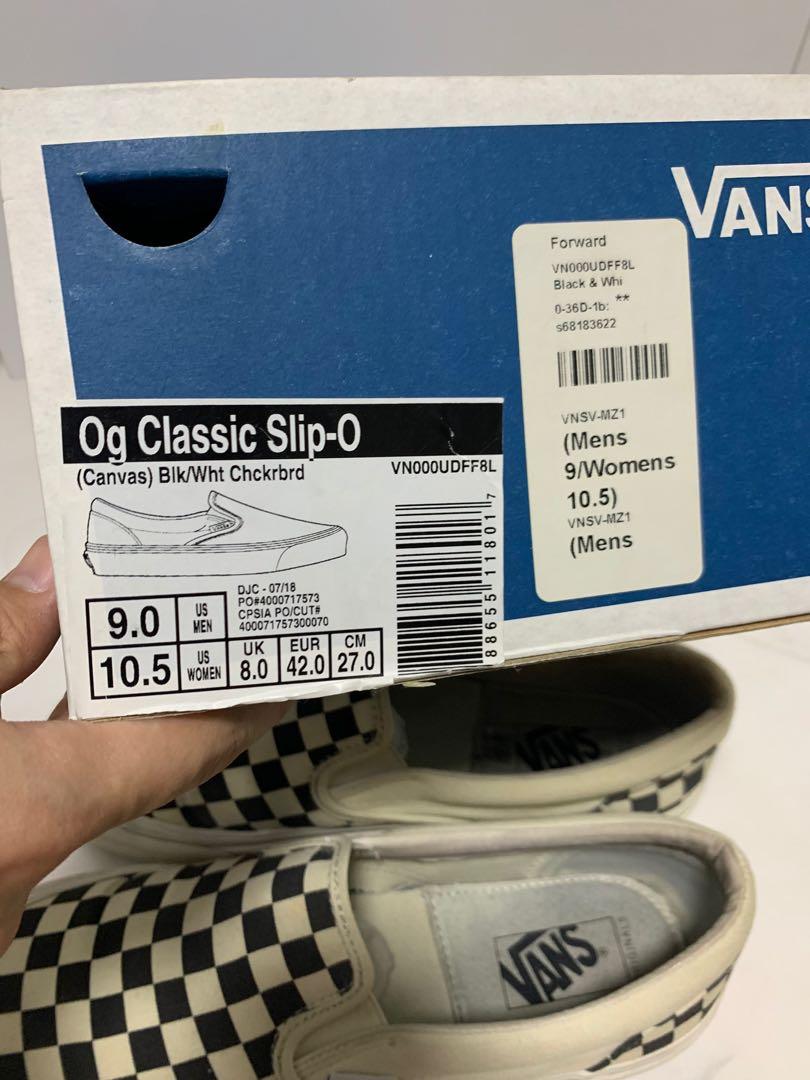 VANS
Forward
VN000UDFF8L
Black & Whi
0-36D-1b: **
s68183622
VNSV-MZ1
(Mens
9/Womens
10.5)
VNSV-MZ1
(Mens
Og Classic Slip-O
(Canvas) Blk/Wht Chckrbrd
VN000UDFF8L
DJC - 07/18
PO#4000717573
CPSIA PO/CUT#
400071757300070
9.0 US MEN
10.5 US WOMEN
UK 8.0
EUR 42.0
CM 27.0
88655 11801 7
VANS
VANS
ORIGINALS